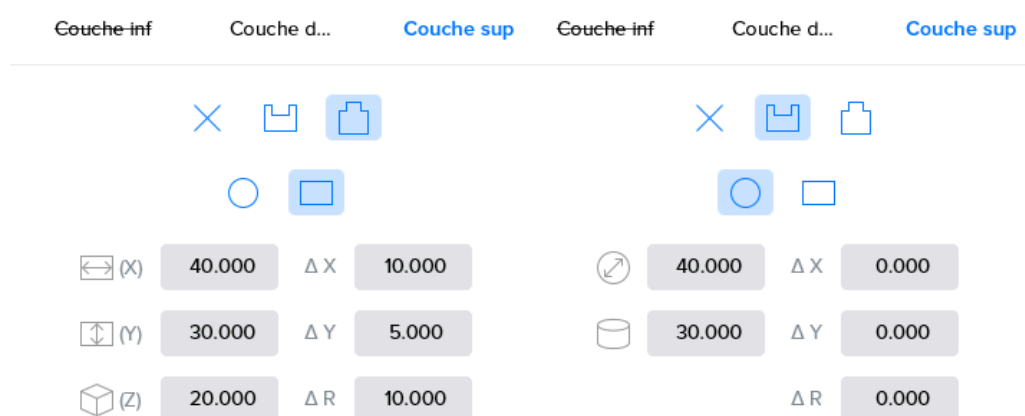 Couche inf Couche d... Couche sup Couche inf Couche d... Couche sup
(X) 40.000 Δ X 10.000 40.000 Δ X 0.000
(Y) 30.000 Δ Y 5.000 30.000 Δ Y 0.000
(Z) 20.000 Δ R 10.000 Δ R 0.000